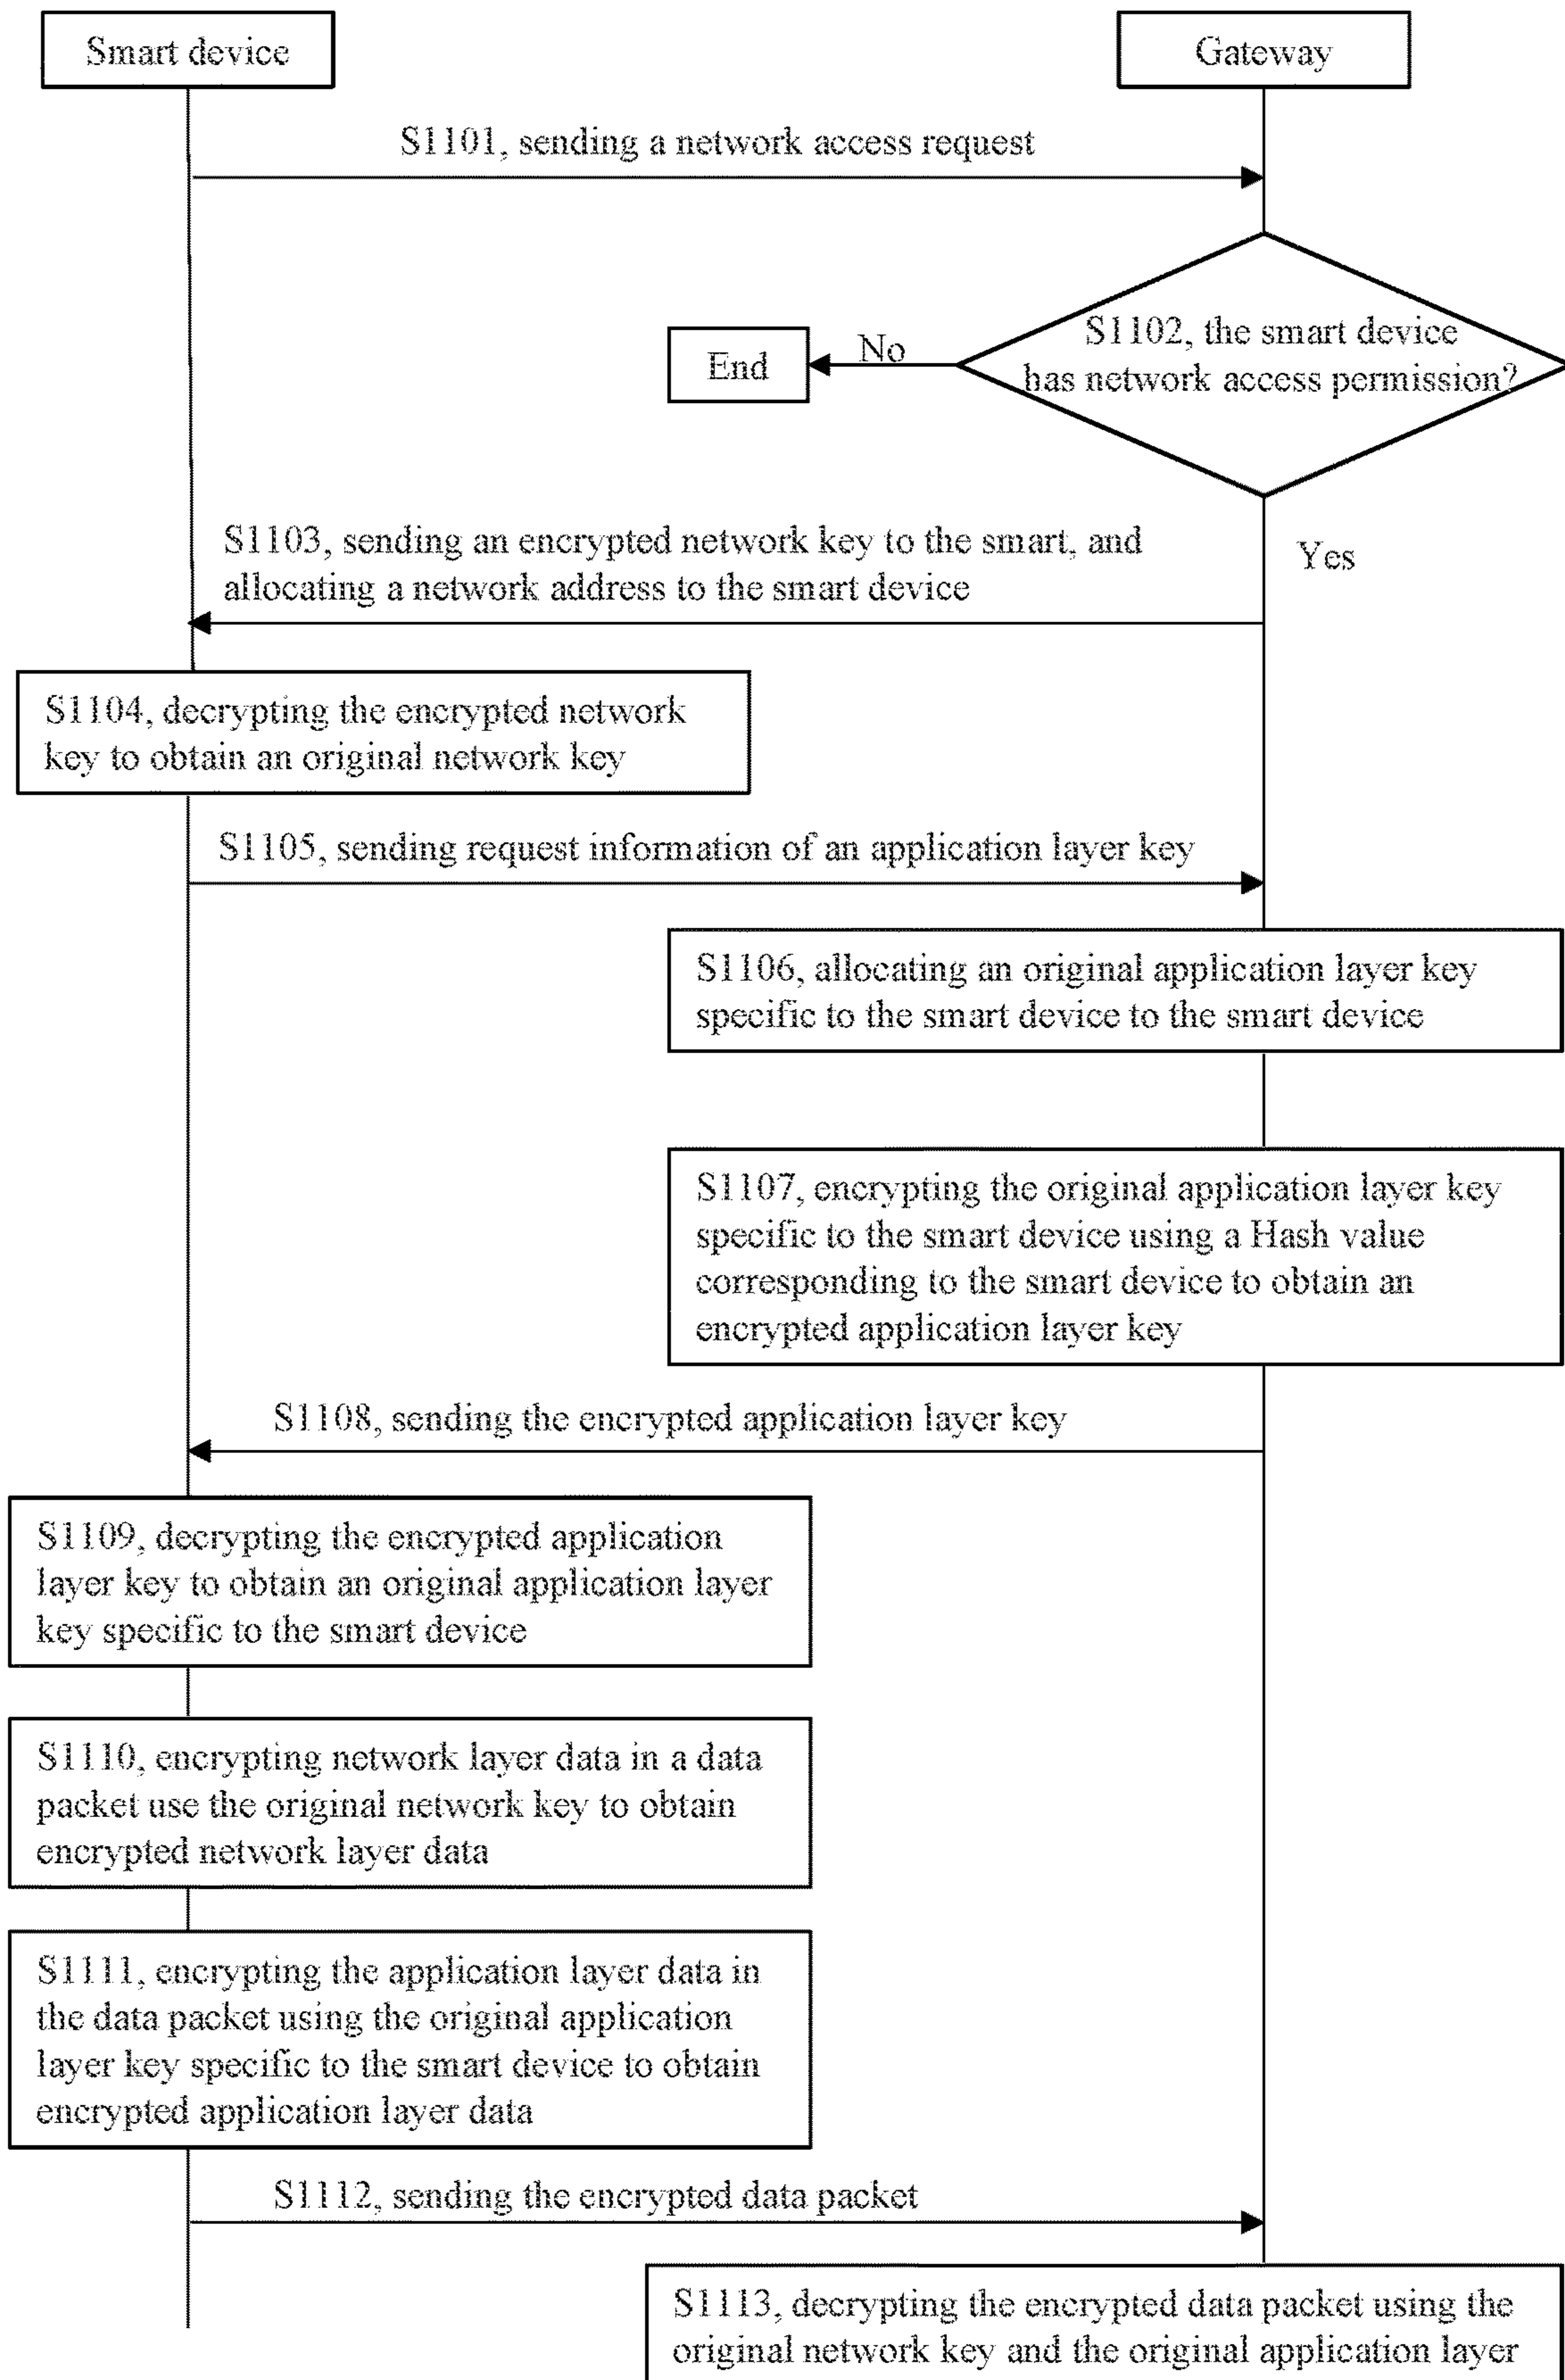 Smart device
Gateway
S1101, sending a network access request
S1102, the smart device
has network access permission?
No
End
Yes
S1103, sending an encrypted network key to the smart, and
allocating a network address to the smart device
S1104, decrypting the encrypted network
key to obtain an original network key
S1105, sending request information of an application layer key
S1106, allocating an original application layer key
specific to the smart device to the smart device
S1107, encrypting the original application layer key
specific to the smart device using a Hash value
corresponding to the smart device to obtain an
encrypted application layer key
S1108, sending the encrypted application layer key
S1109, decrypting the encrypted application
layer key to obtain an original application layer
key specific to the smart device
S1110, encrypting network layer data in a data
packet use the original network key to obtain
encrypted network layer data
S1111, encrypting the application layer data in
the data packet using the original application
layer key specific to the smart device to obtain
encrypted application layer data
S1112, sending the encrypted data packet
S1113, decrypting the encrypted data packet using the
original network key and the original application layer